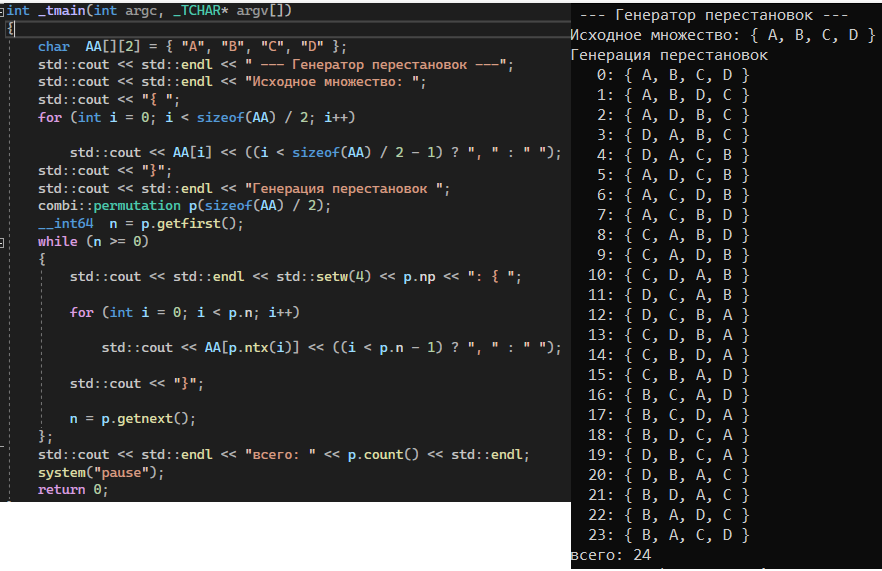 int _tmain(int argc, _TCHAR* argv[])
{
char  AA[][2] = { "A", "B", "C", "D" };
std::cout << std::endl << " --- Генератор перестановок ---";
std::cout << std::endl << "Исходное множество: ";
std::cout << "{ ";
for (int i = 0; i < sizeof(AA) / 2; i++)
std::cout << AA[i] << ((i < sizeof(AA) / 2 - 1) ? ", " : " ");
std::cout << "}";
std::cout << std::endl << "Генерация перестановок ";
combi::permutation p(sizeof(AA) / 2);
__int64  n = p.getfirst();
while (n >= 0)
{
std::cout << std::endl << std::setw(4) << p.np << ": { ";
for (int i = 0; i < p.n; i++)
std::cout << AA[p.ntx(i)] << ((i < p.n - 1) ? ", " : " ");
std::cout << "}";
n = p.getnext();
};
std::cout << std::endl << "всего: " << p.count() << std::endl;
system("pause");
return 0;
--- Генератор перестановок ---
Исходное множество: { A, B, C, D }
Генерация перестановок
0: { A, B, C, D }
1: { A, B, D, C }
2: { A, D, B, C }
3: { D, A, B, C }
4: { D, A, C, B }
5: { A, D, C, B }
6: { A, C, D, B }
7: { A, C, B, D }
8: { C, A, B, D }
9: { C, A, D, B }
10: { C, D, A, B }
11: { D, C, A, B }
12: { D, C, B, A }
13: { C, D, B, A }
14: { C, B, D, A }
15: { C, B, A, D }
16: { B, C, A, D }
17: { B, C, D, A }
18: { B, D, C, A }
19: { D, B, C, A }
20: { D, B, A, C }
21: { B, D, A, C }
22: { B, A, D, C }
23: { B, A, C, D }
всего: 24